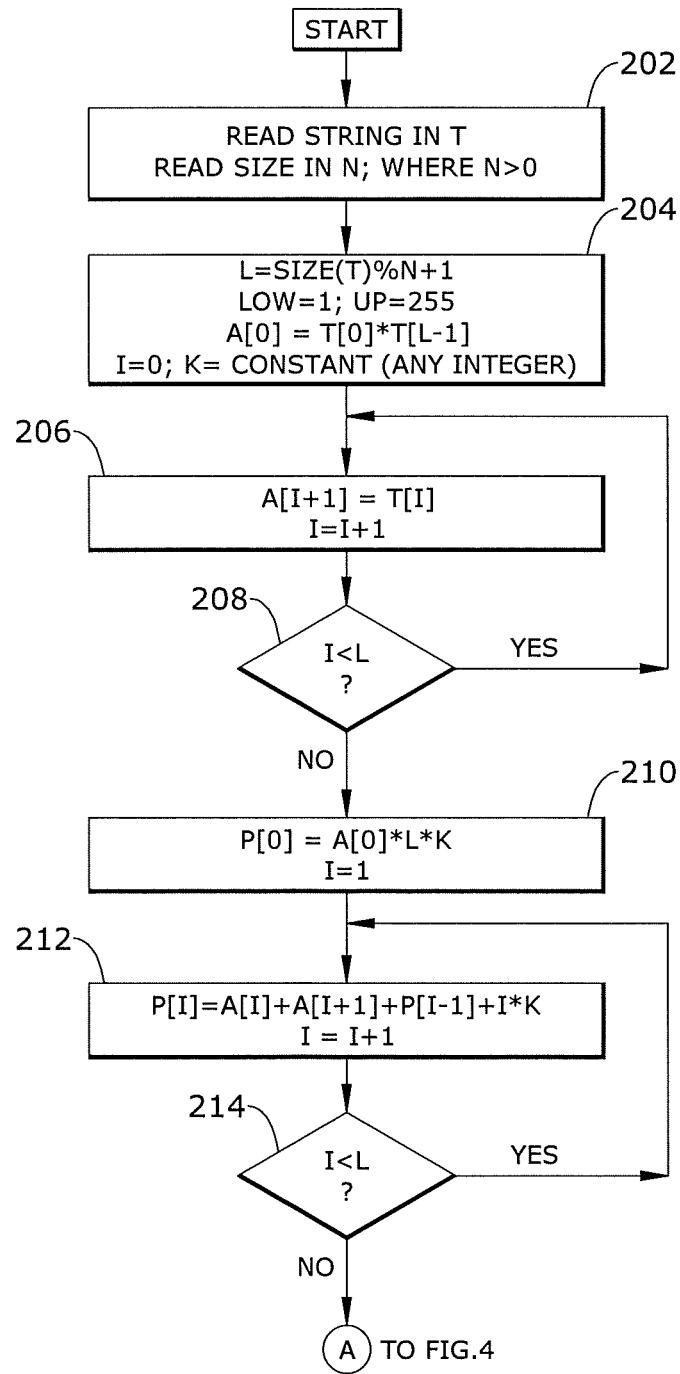 START
202
READ STRING IN T
READ SIZE IN N; WHERE N>0
204
L=SIZE(T)%N+1
LOW=1; UP=255
A[0] = T[0]*T[L-1]
I=0; K= CONSTANT (ANY INTEGER)
206
A[I+1] = T[I]
I=I+1
208
I<L
?
YES
NO
210
P[0] = A[0]*L*K
I=1
212
P[I]=A[I]+A[I+1]+P[I-1]+I*K
I = I+1
214
I<L
?
YES
NO
A TO FIG.4